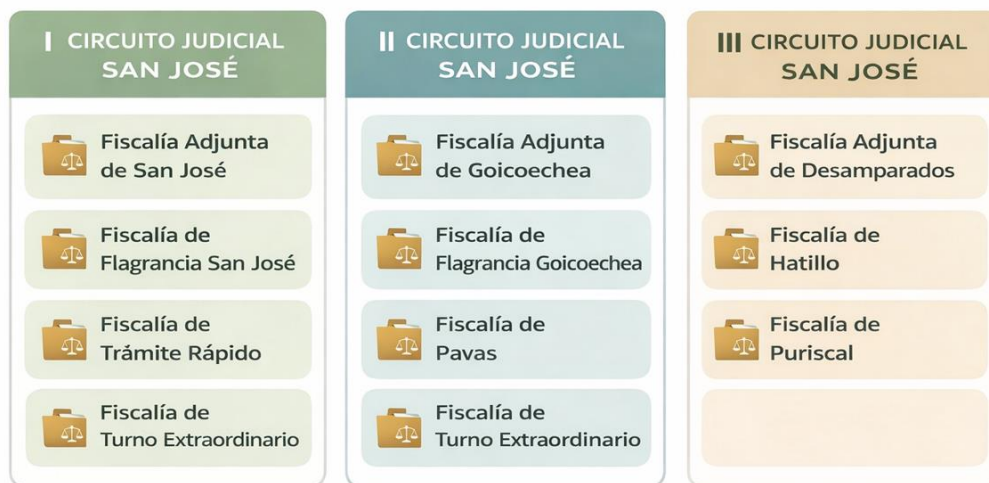 I CIRCUITO JUDICIAL
SAN JOSÉ
Fiscalía Adjunta
de San José
Fiscalía de
Flagrancia San José
Fiscalía de
Trámite Rápido
Fiscalía de
Turno Extraordinario
II CIRCUITO JUDICIAL
SAN JOSÉ
Fiscalía Adjunta
de Goicoechea
Fiscalía de
Flagrancia Goicoechea
Fiscalía de
Pavas
Fiscalía de
Turno Extraordinario
III CIRCUITO JUDICIAL
SAN JOSÉ
Fiscalía Adjunta
de Desamparados
Fiscalía de
Hatillo
Fiscalía de
Puriscal